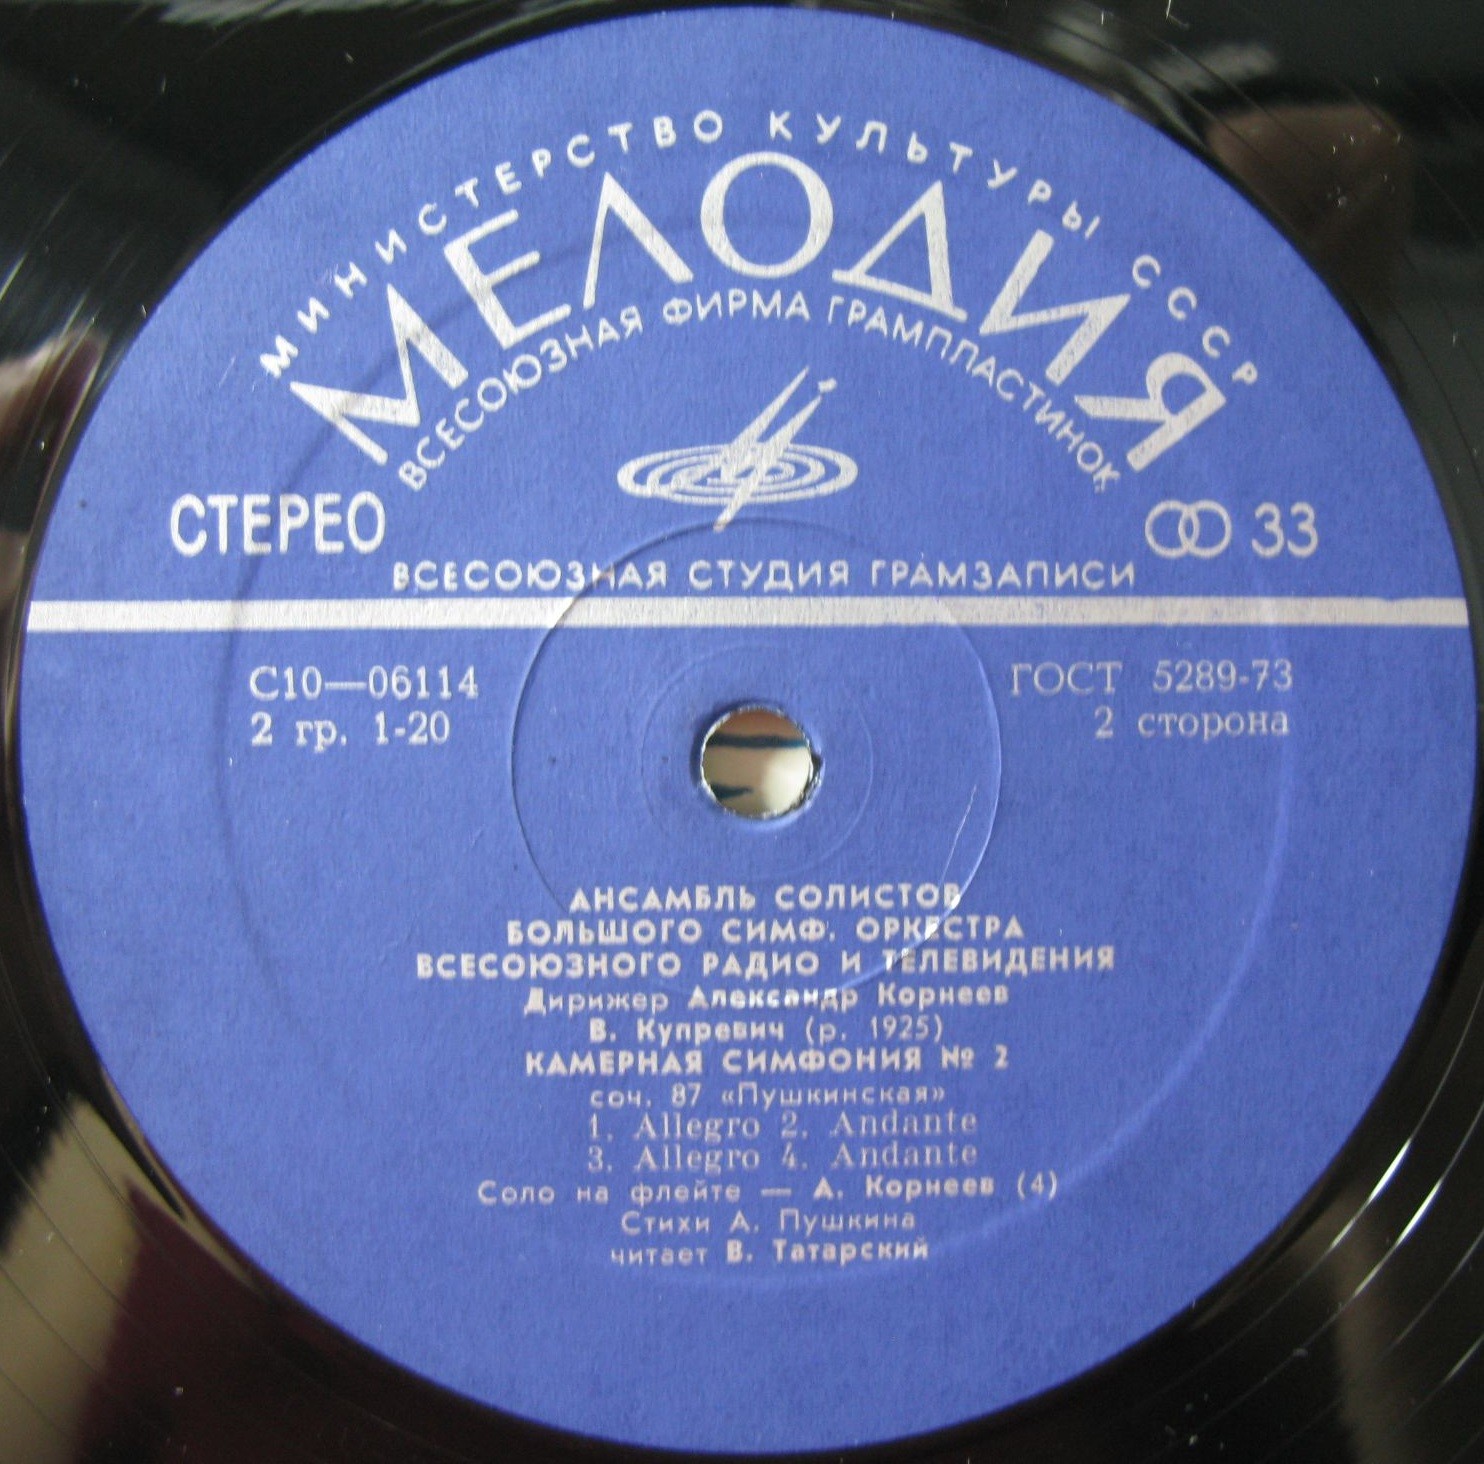 МИНИСТЕРСТВО КУЛЬТУРЫ СССР
МЕЛОДИЯ
ВСЕСОЮЗНАЯ ФИРМА ГРАМПЛАСТИНОК
СТЕРЕО
33
ВСЕСОЮЗНАЯ СТУДИЯ ГРАМЗАПИСИ
С10—06114
ГОСТ 5289-73
2 гр. 1-20
2 сторона
АНСАМБЛЬ СОЛИСТОВ
БОЛЬШОГО СИМФ. ОРКЕСТРА
ВСЕСОЮЗНОГО РАДИО И ТЕЛЕВИДЕНИЯ
Дирижер Александр Корнеев
В. Купревич (р. 1925)
КАМЕРНАЯ СИМФОНИЯ № 2
соч. 87 «Пушкинская»
1. Allegro 2. Andante
3. Allegro 4. Andante
Соло на флейте — А. Корнеев (4)
Стихи А. Пушкина
читает В. Татарский